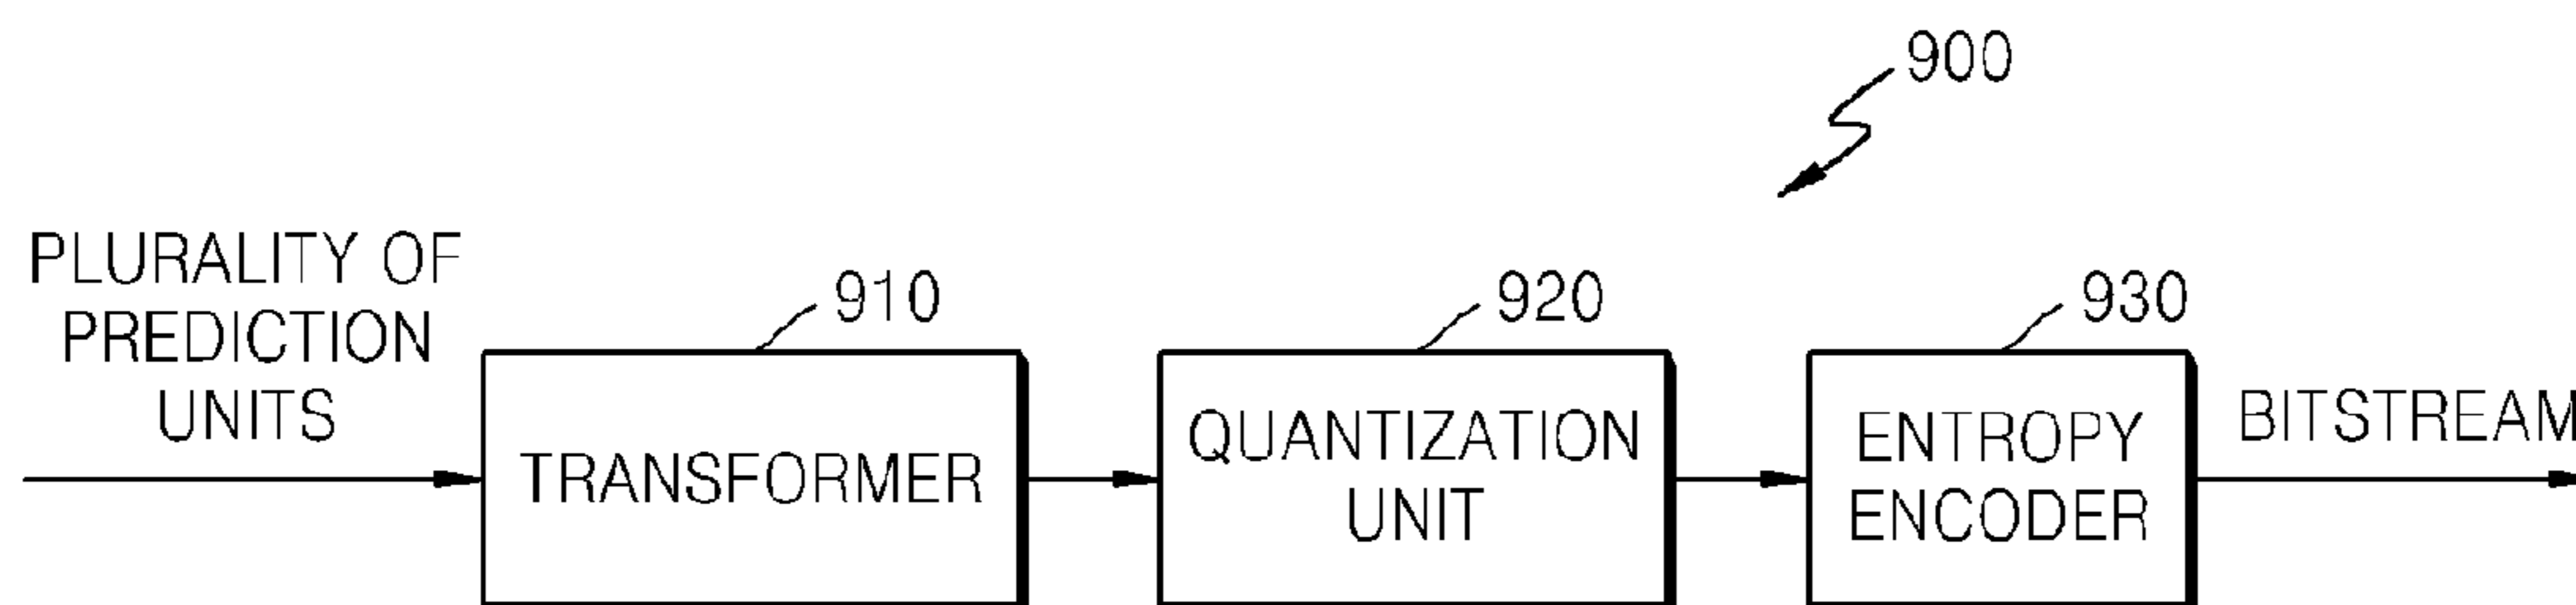 900
PLURALITY OF
PREDICTION
UNITS
910
920
930
TRANSFORMER
QUANTIZATION
UNIT
ENTROPY
ENCODER
BITSTREAM